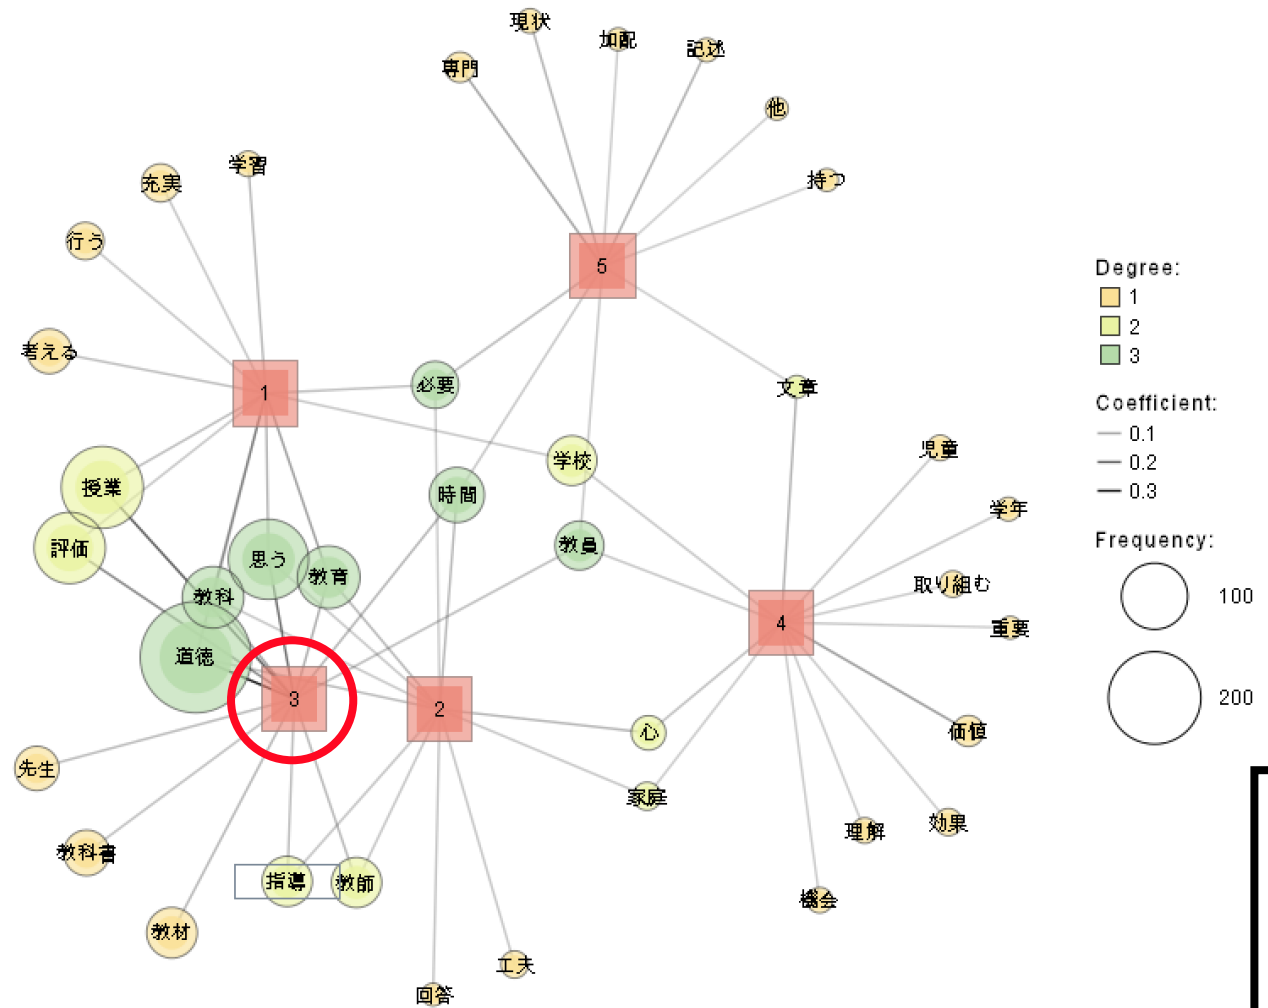 現状
加配
記述
専門
他
学習
持つ
充実
行う
5
考える
1
必要
文章
児童
学校
授業
時間
学年
評価
思う
教員
教育
取り組む
教科
4
重要
道徳
3
2
心
価値
先生
家庭
効果
理解
教科書
指導
教師
機会
教材
工夫
回答
Degree:
1
2
3
Coefficient:
0.1
0.2
0.3
Frequency:
100
200